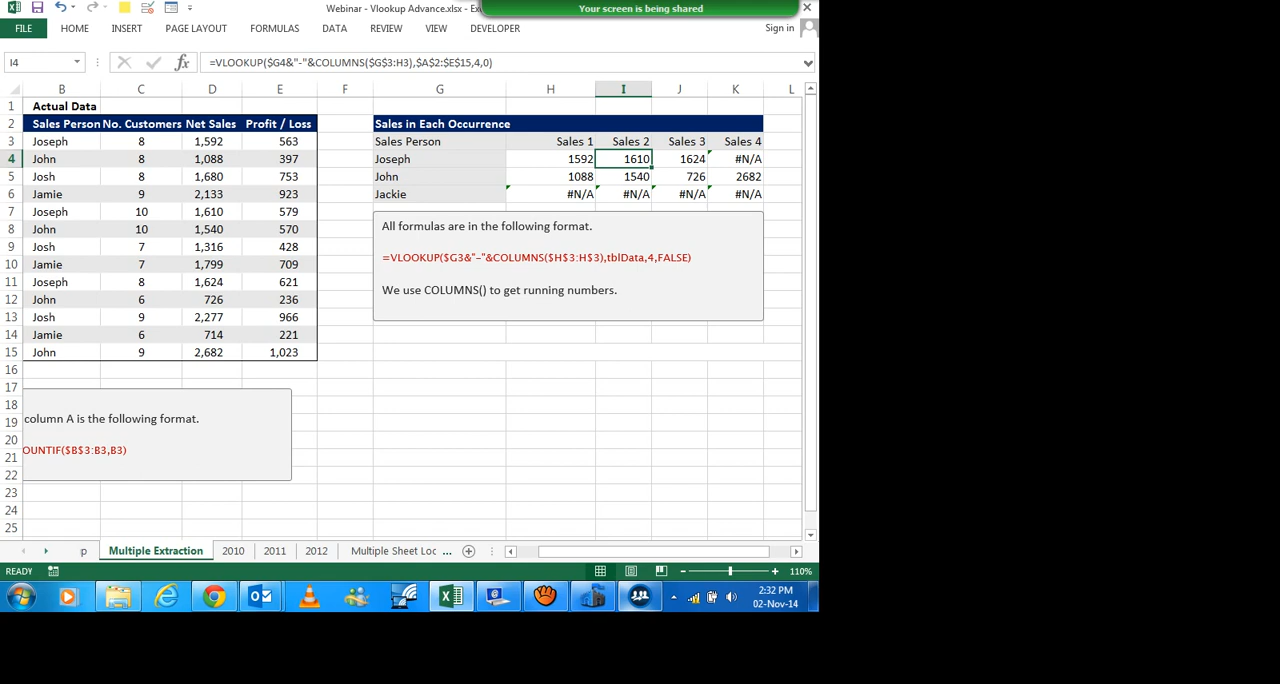 Webinar - Vlookup Advance.xlsx - Ex
Your screen is being shared
FILE HOME INSERT PAGE LAYOUT FORMULAS DATA REVIEW VIEW DEVELOPER Sign in
I4 fx =VLOOKUP($G4&"-"&COLUMNS($G$3:H3),$A$2:$E$15,4,0)
B C D E F G H I J K L
1 Actual Data
2 Sales Person No. Customers Net Sales Profit / Loss Sales in Each Occurrence
3 Joseph 8 1,592 563 Sales Person Sales 1 Sales 2 Sales 3 Sales 4
4 John 8 1,088 397 Joseph 1592 1610 1624 #N/A
5 Josh 8 1,680 753 John 1088 1540 726 2682
6 Jamie 9 2,133 923 Jackie #N/A #N/A #N/A #N/A
7 Joseph 10 1,610 579
8 John 10 1,540 570
9 Josh 7 1,316 428
10 Jamie 7 1,799 709
11 Joseph 8 1,624 621
12 John 6 726 236
13 Josh 9 2,277 966
14 Jamie 6 714 221
15 John 9 2,682 1,023
All formulas are in the following format.
=VLOOKUP($G3&"-"&COLUMNS($H$3:H$3),tblData,4,FALSE)
We use COLUMNS() to get running numbers.
16
17
18
19
20
21
22
23
24
25
column A is the following format.
OUNTIF($B$3:B3,B3)
p Multiple Extraction 2010 2011 2012 Multiple Sheet Loc ...
READY 110%
2:32 PM
02-Nov-14